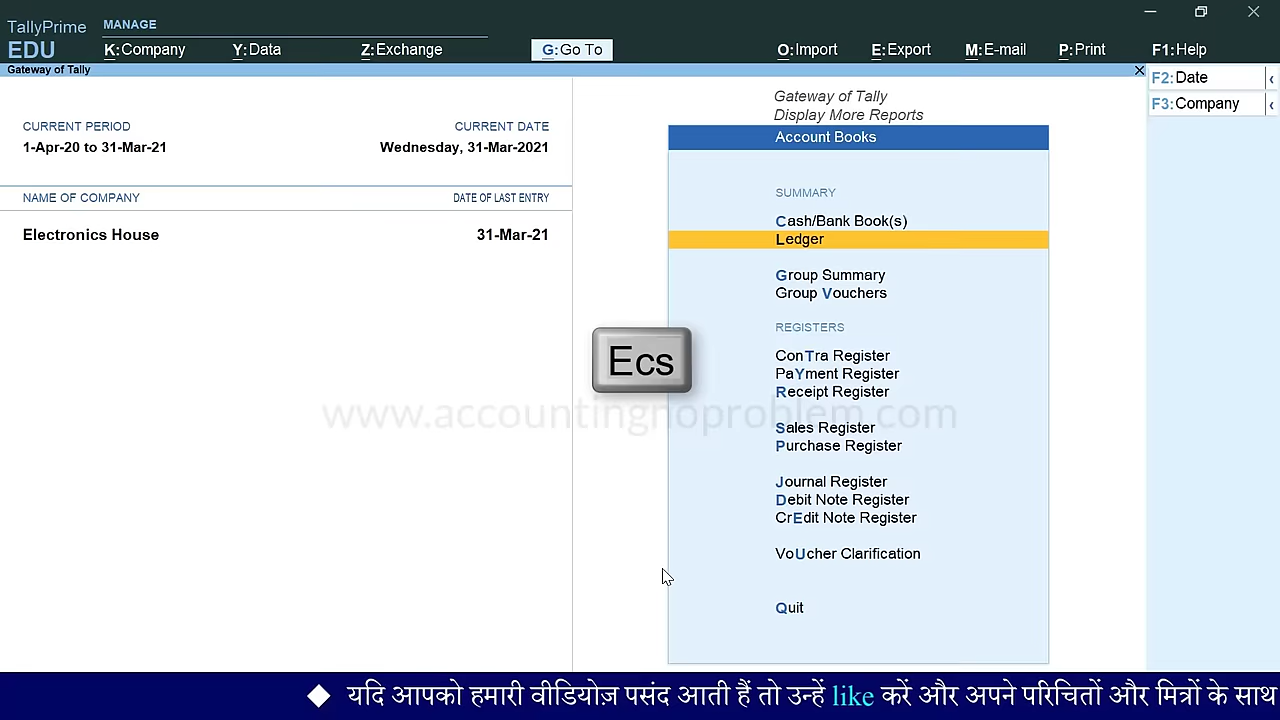 TallyPrime
EDU
MANAGE
K:Company Y:Data Z:Exchange G:Go To O:Import E:Export M:E-mail P:Print F1:Help
Gateway of Tally
F2:Date
F3:Company
CURRENT PERIOD CURRENT DATE
1-Apr-20 to 31-Mar-21 Wednesday, 31-Mar-2021
NAME OF COMPANY DATE OF LAST ENTRY
Electronics House 31-Mar-21
Gateway of Tally
Display More Reports
Account Books
SUMMARY
Cash/Bank Book(s)
Ledger
Group Summary
Group Vouchers
REGISTERS
ConTra Register
PaYment Register
Receipt Register
Sales Register
Purchase Register
Journal Register
Debit Note Register
CrEdit Note Register
VoUcher Clarification
Quit
Ecs
www.accountingnoproblem.com
यदि आपको हमारी वीडियोज़ पसंद आती हैं तो उन्हें like करें और अपने परिचितों और मित्रों के साथ